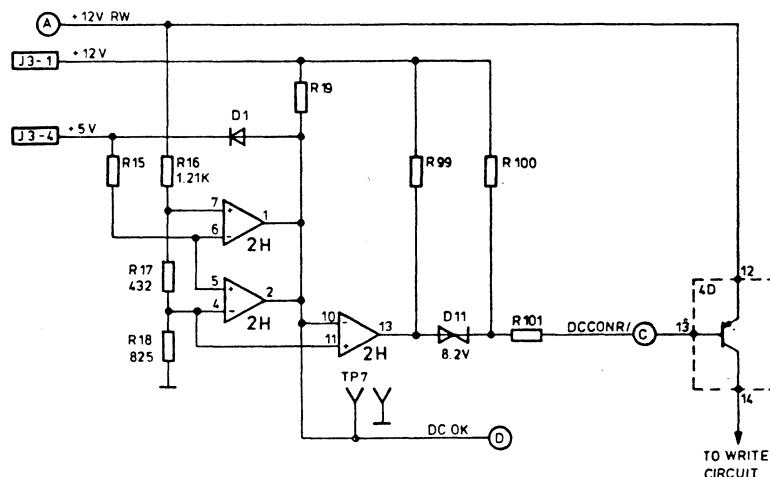 A +12V RW
J3-1 +12V
R19
D1
J3-4 +5V
R15
R16
1.21K
R99
R100
7 + 1
6 -
2H
R17
432
5 + 2
4 -
2H
12
4D
10 - 13
11 +
2H
D11
8.2V
R101
DCCONR/ C 13
R18
825
TP7
14
DC OK D
TO WRITE
CIRCUIT